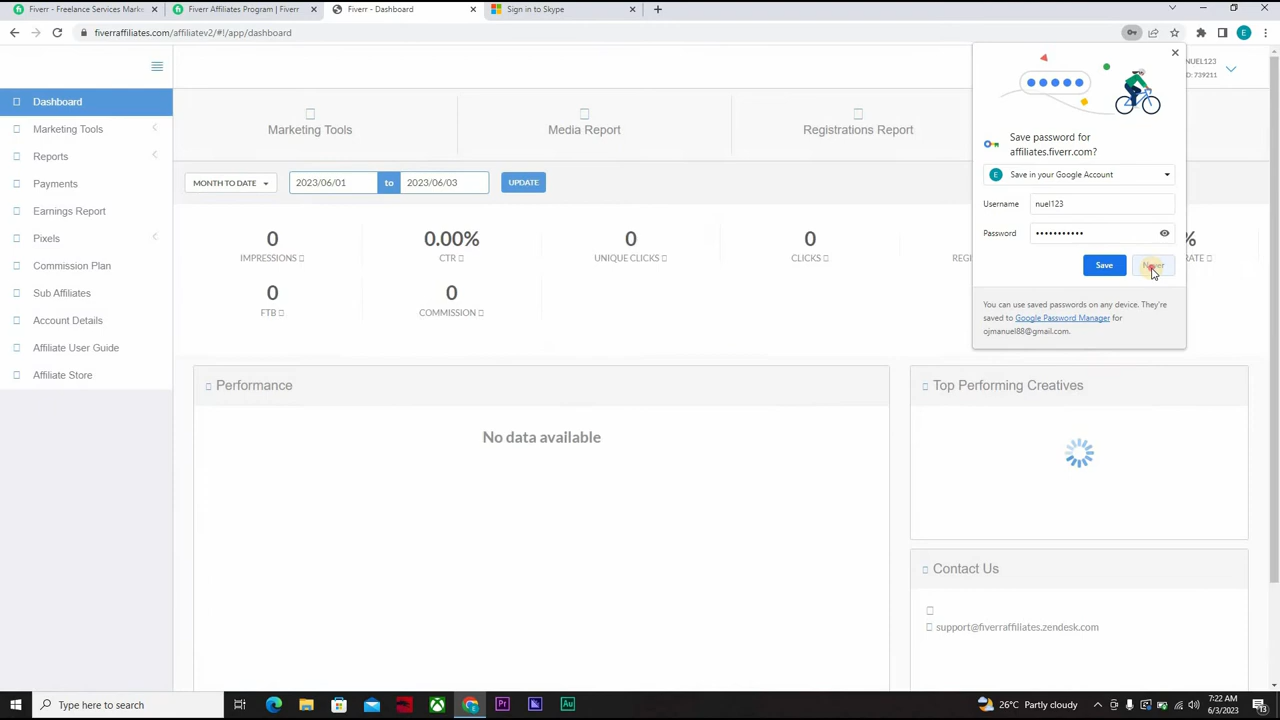 Fiverr - Freelance Services Mark
Fiverr Affiliates Program | Fiverr
Fiverr - Dashboard
Sign in to Skype
fiverraffiliates.com/affiliatev2/#!/app/dashboard
E
NUEL123
D: 739211
Dashboard
Marketing Tools
Reports
Payments
Earnings Report
Pixels
Commission Plan
Sub Affiliates
Account Details
Affiliate User Guide
Affiliate Store
Marketing Tools
Media Report
Registrations Report
MONTH TO DATE
2023/06/01
to
2023/06/03
UPDATE
0
IMPRESSIONS
0.00%
CTR
0
UNIQUE CLICKS
0
CLICKS
REG
%
RATE
0
FTB
0
COMMISSION
Save password for
affiliates.fiverr.com?
E
Save in your Google Account
Username
nuel123
Password
Save
Never
You can use saved passwords on any device. They're
saved to Google Password Manager for
ojmanuel88@gmail.com.
Performance
No data available
Top Performing Creatives
Contact Us
support@fiverraffiliates.zendesk.com
Type here to search
Pr
Au
26°C Partly cloudy
7:22 AM
6/3/2023